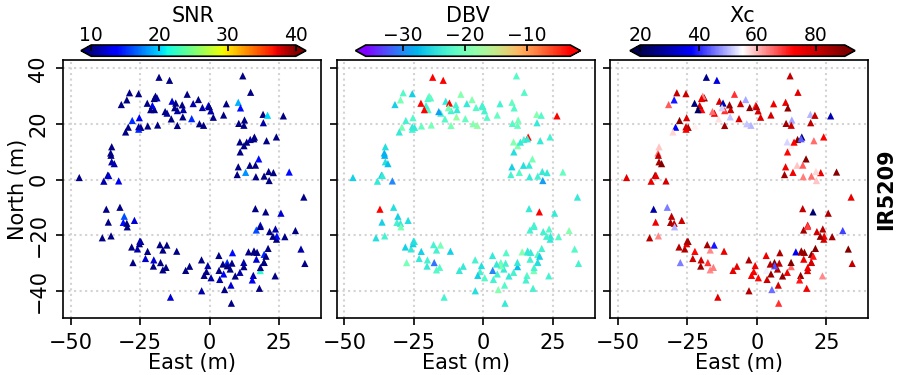 SNR DBV Xc
10 20 30 40 −30 −20 −10 20 40 60 80
40
20
0
−20
−40
North (m)
IR5209
−50 −25 0 25 −50 −25 0 25 −50 −25 0 25
East (m) East (m) East (m)